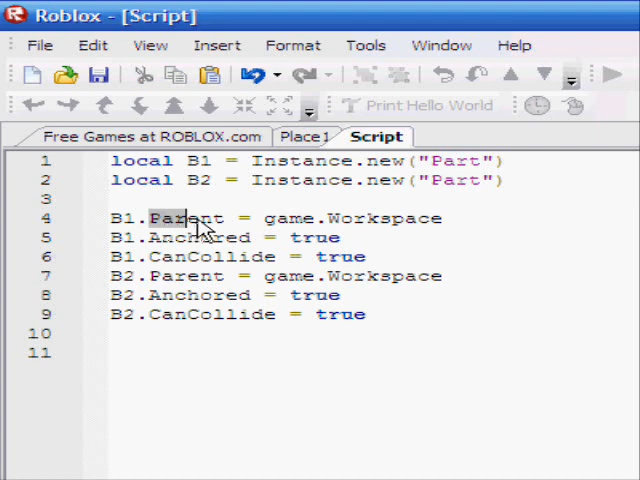 Roblox - [Script]
File Edit View Insert Format Tools Window Help
Print Hello World
Free Games at ROBLOX.com Place1 Script
1 local B1 = Instance.new("Part")
2 local B2 = Instance.new("Part")
3
4 B1.Parent = game.Workspace
5 B1.Anchored = true
6 B1.CanCollide = true
7 B2.Parent = game.Workspace
8 B2.Anchored = true
9 B2.CanCollide = true
10
11